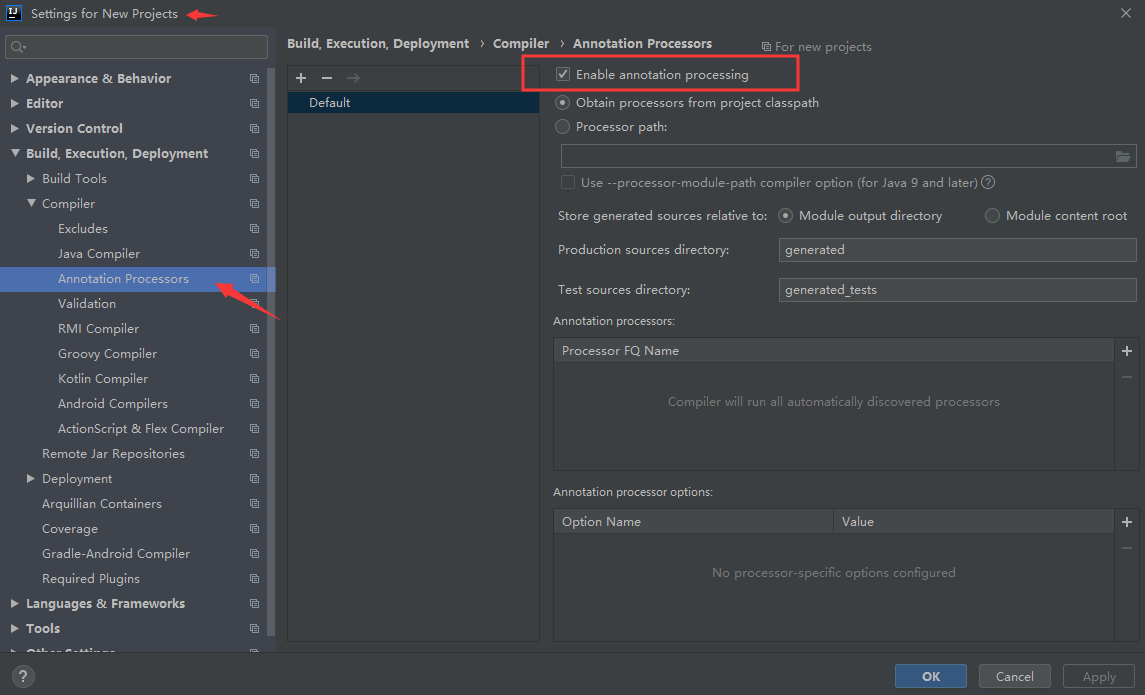 IJ Settings for New Projects
Build, Execution, Deployment › Compiler › Annotation Processors For new projects
Appearance & Behavior
Editor
Version Control
Build, Execution, Deployment
Build Tools
Compiler
Excludes
Java Compiler
Annotation Processors
Validation
RMI Compiler
Groovy Compiler
Kotlin Compiler
Android Compilers
ActionScript & Flex Compiler
Remote Jar Repositories
Deployment
Arquillian Containers
Coverage
Gradle-Android Compiler
Required Plugins
Languages & Frameworks
Tools
Other Settings
Default
Enable annotation processing
Obtain processors from project classpath
Processor path:
Use --processor-module-path compiler option (for Java 9 and later) ?
Store generated sources relative to: Module output directory Module content root
Production sources directory: generated
Test sources directory: generated_tests
Annotation processors:
Processor FQ Name
Compiler will run all automatically discovered processors
Annotation processor options:
Option Name Value
No processor-specific options configured
? OK Cancel Apply